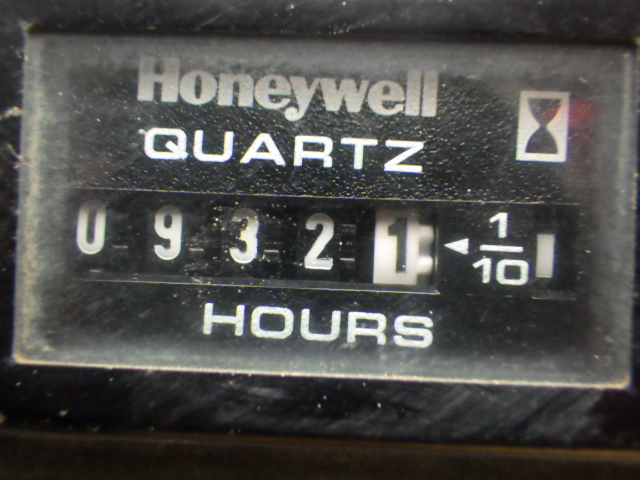 Honeywell
QUARTZ
0 9 3 2 1 ◄ 1/10
HOURS